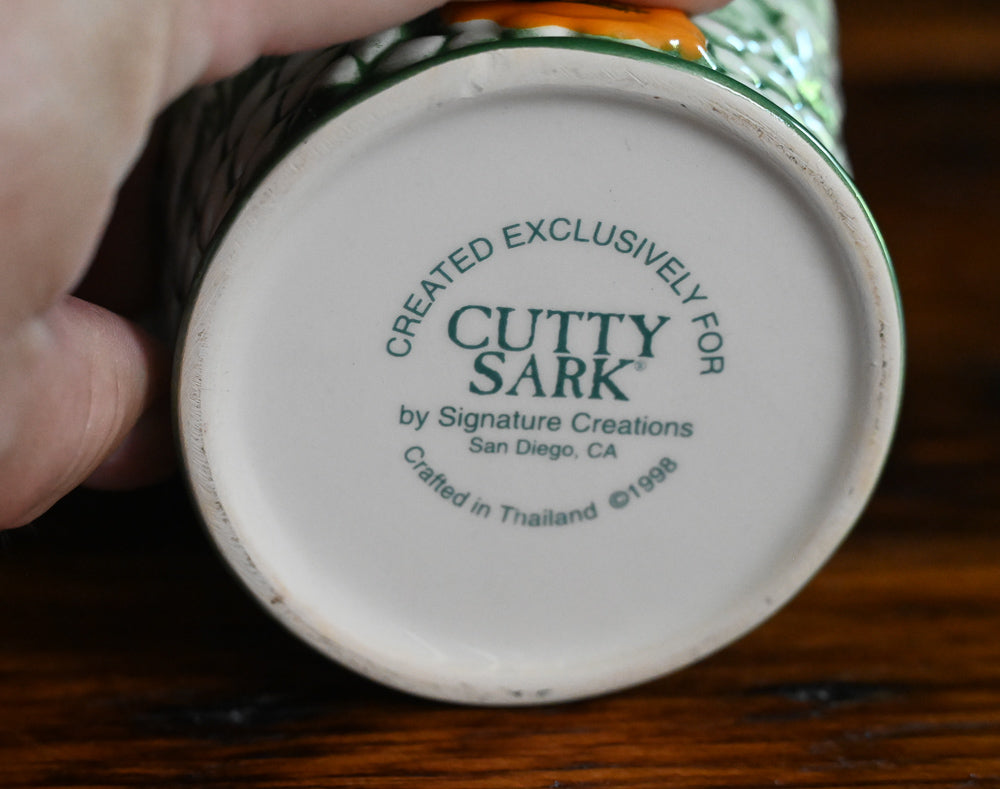 CREATED EXCLUSIVELY FOR
CUTTY
SARK®
by Signature Creations
San Diego, CA
Crafted in Thailand ©1998